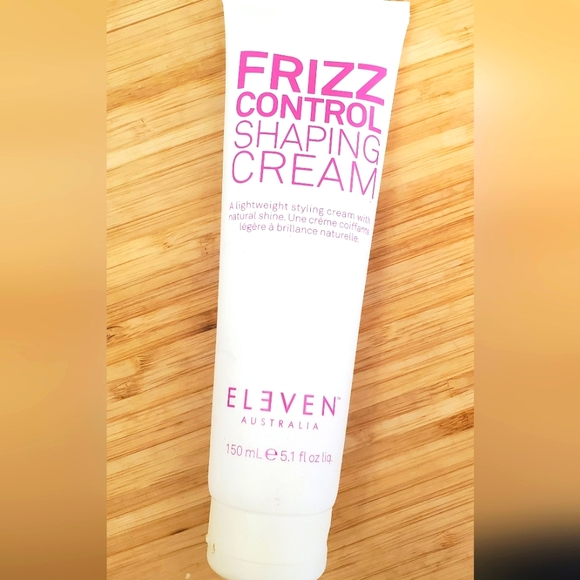 FRIZZ
CONTROL
SHAPING
CREAM
A lightweight styling cream with
natural shine. Une crème coiffante
légère à brillance naturelle.
ELEVEN™
AUSTRALIA
150 mL ℮ 5.1 fl oz liq.